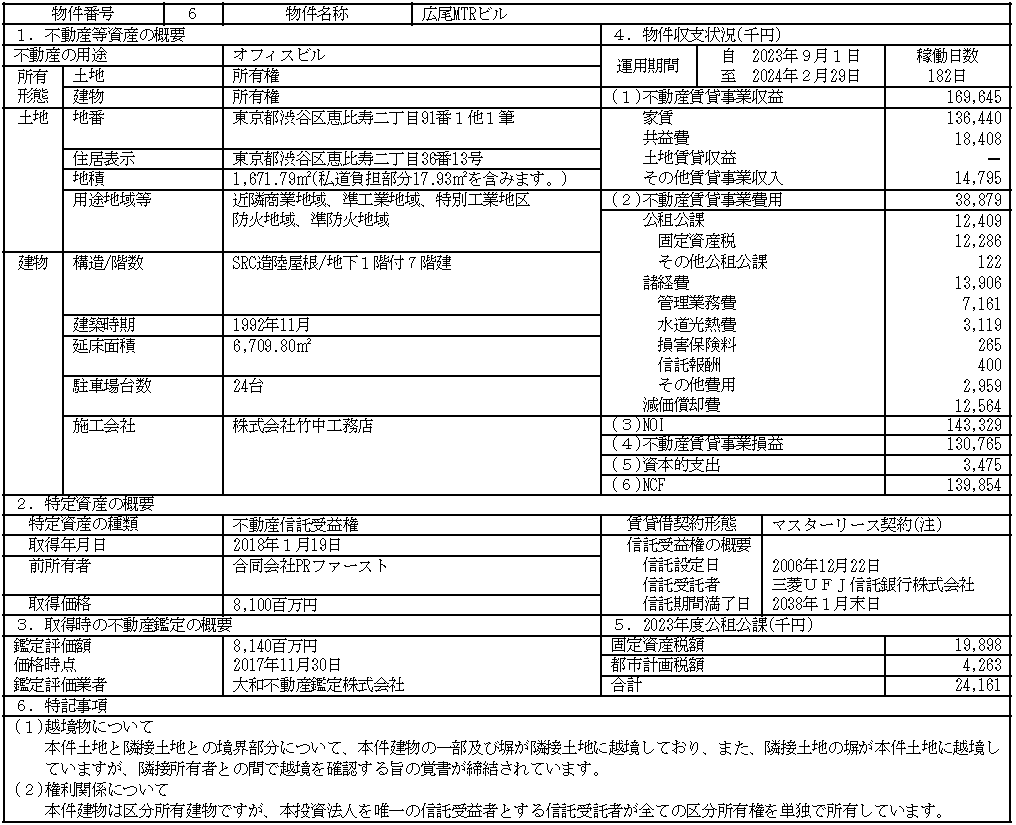 物件番号 6 物件名称 広尾MTRビル
1．不動産等資産の概要
不動産の用途 オフィスビル
所有形態 土地 所有権
建物 所有権
土地 地番 東京都渋谷区恵比寿二丁目91番1他1筆
住居表示 東京都渋谷区恵比寿二丁目36番13号
地積 1,671.79㎡(私道負担部分17.93㎡を含みます。)
用途地域等 近隣商業地域、準工業地域、特別工業地区
防火地域、準防火地域
建物 構造/階数 SRC造陸屋根/地下1階付7階建
建築時期 1992年11月
延床面積 6,709.80㎡
駐車場台数 24台
施工会社 株式会社竹中工務店
4．物件収支状況(千円)
運用期間 自 2023年9月1日 稼働日数
至 2024年2月29日 182日
(1)不動産賃貸事業収益 169,645
家賃 136,440
共益費 18,408
土地賃貸収益 －
その他賃貸事業収入 14,795
(2)不動産賃貸事業費用 38,879
公租公課 12,409
固定資産税 12,286
その他公租公課 122
諸経費 13,906
管理業務費 7,161
水道光熱費 3,119
損害保険料 265
信託報酬 400
その他費用 2,959
減価償却費 12,564
(3)NOI 143,329
(4)不動産賃貸事業損益 130,765
(5)資本的支出 3,475
(6)NCF 139,854
2．特定資産の概要
特定資産の種類 不動産信託受益権
取得年月日 2018年1月19日
前所有者 合同会社PRファースト
取得価格 8,100百万円
賃貸借契約形態 マスターリース契約(注)
信託受益権の概要
信託設定日 2006年12月22日
信託受託者 三菱UFJ信託銀行株式会社
信託期間満了日 2038年1月末日
3．取得時の不動産鑑定の概要
鑑定評価額 8,140百万円
価格時点 2017年11月30日
鑑定評価業者 大和不動産鑑定株式会社
5．2023年度公租公課(千円)
固定資産税額 19,898
都市計画税額 4,263
合計 24,161
6．特記事項
(1)越境物について
本件土地と隣接土地との境界部分について、本件建物の一部及び塀が隣接土地に越境しており、また、隣接土地の塀が本件土地に越境し
ていますが、隣接所有者との間で越境を確認する旨の覚書が締結されています。
(2)権利関係について
本件建物は区分所有建物ですが、本投資法人を唯一の信託受益者とする信託受託者が全ての区分所有権を単独で所有しています。